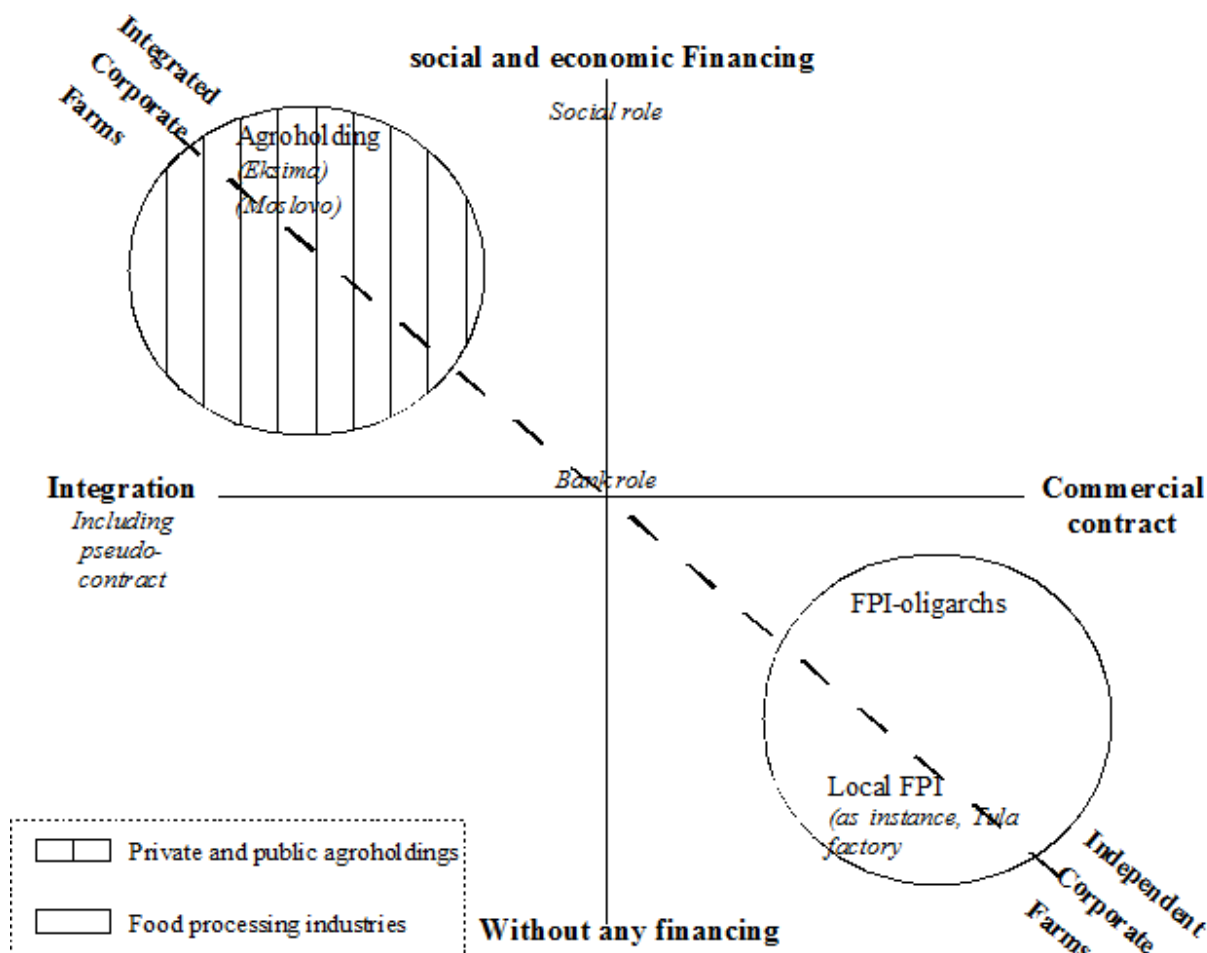 Integrated
Corporate
Farms
social and economic Financing
Social role
Agroholding
(Eksima)
(Moslovo)
Bank role
Integration
Including
pseudo-
contract
Commercial
contract
FPI-oligarchs
Local FPI
(as instance, Tula
factory
Independent
Corporate
Farms
Private and public agroholdings
Food processing industries
Without any financing